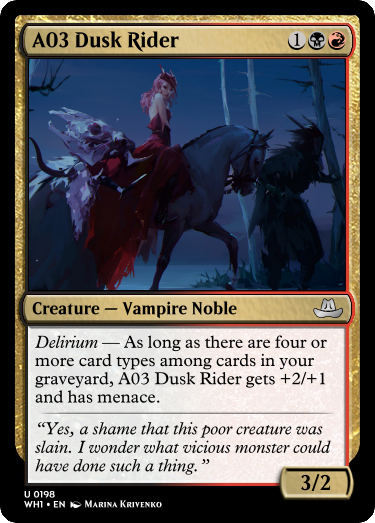 A03 Dusk Rider 1
Creature — Vampire Noble
Delirium — As long as there are four or
more card types among cards in your
graveyard, A03 Dusk Rider gets +2/+1
and has menace.
“Yes, a shame that this poor creature was
slain. I wonder what vicious monster could
have done such a thing.”
3/2
U 0198
WH1 • EN Marina Krivenko